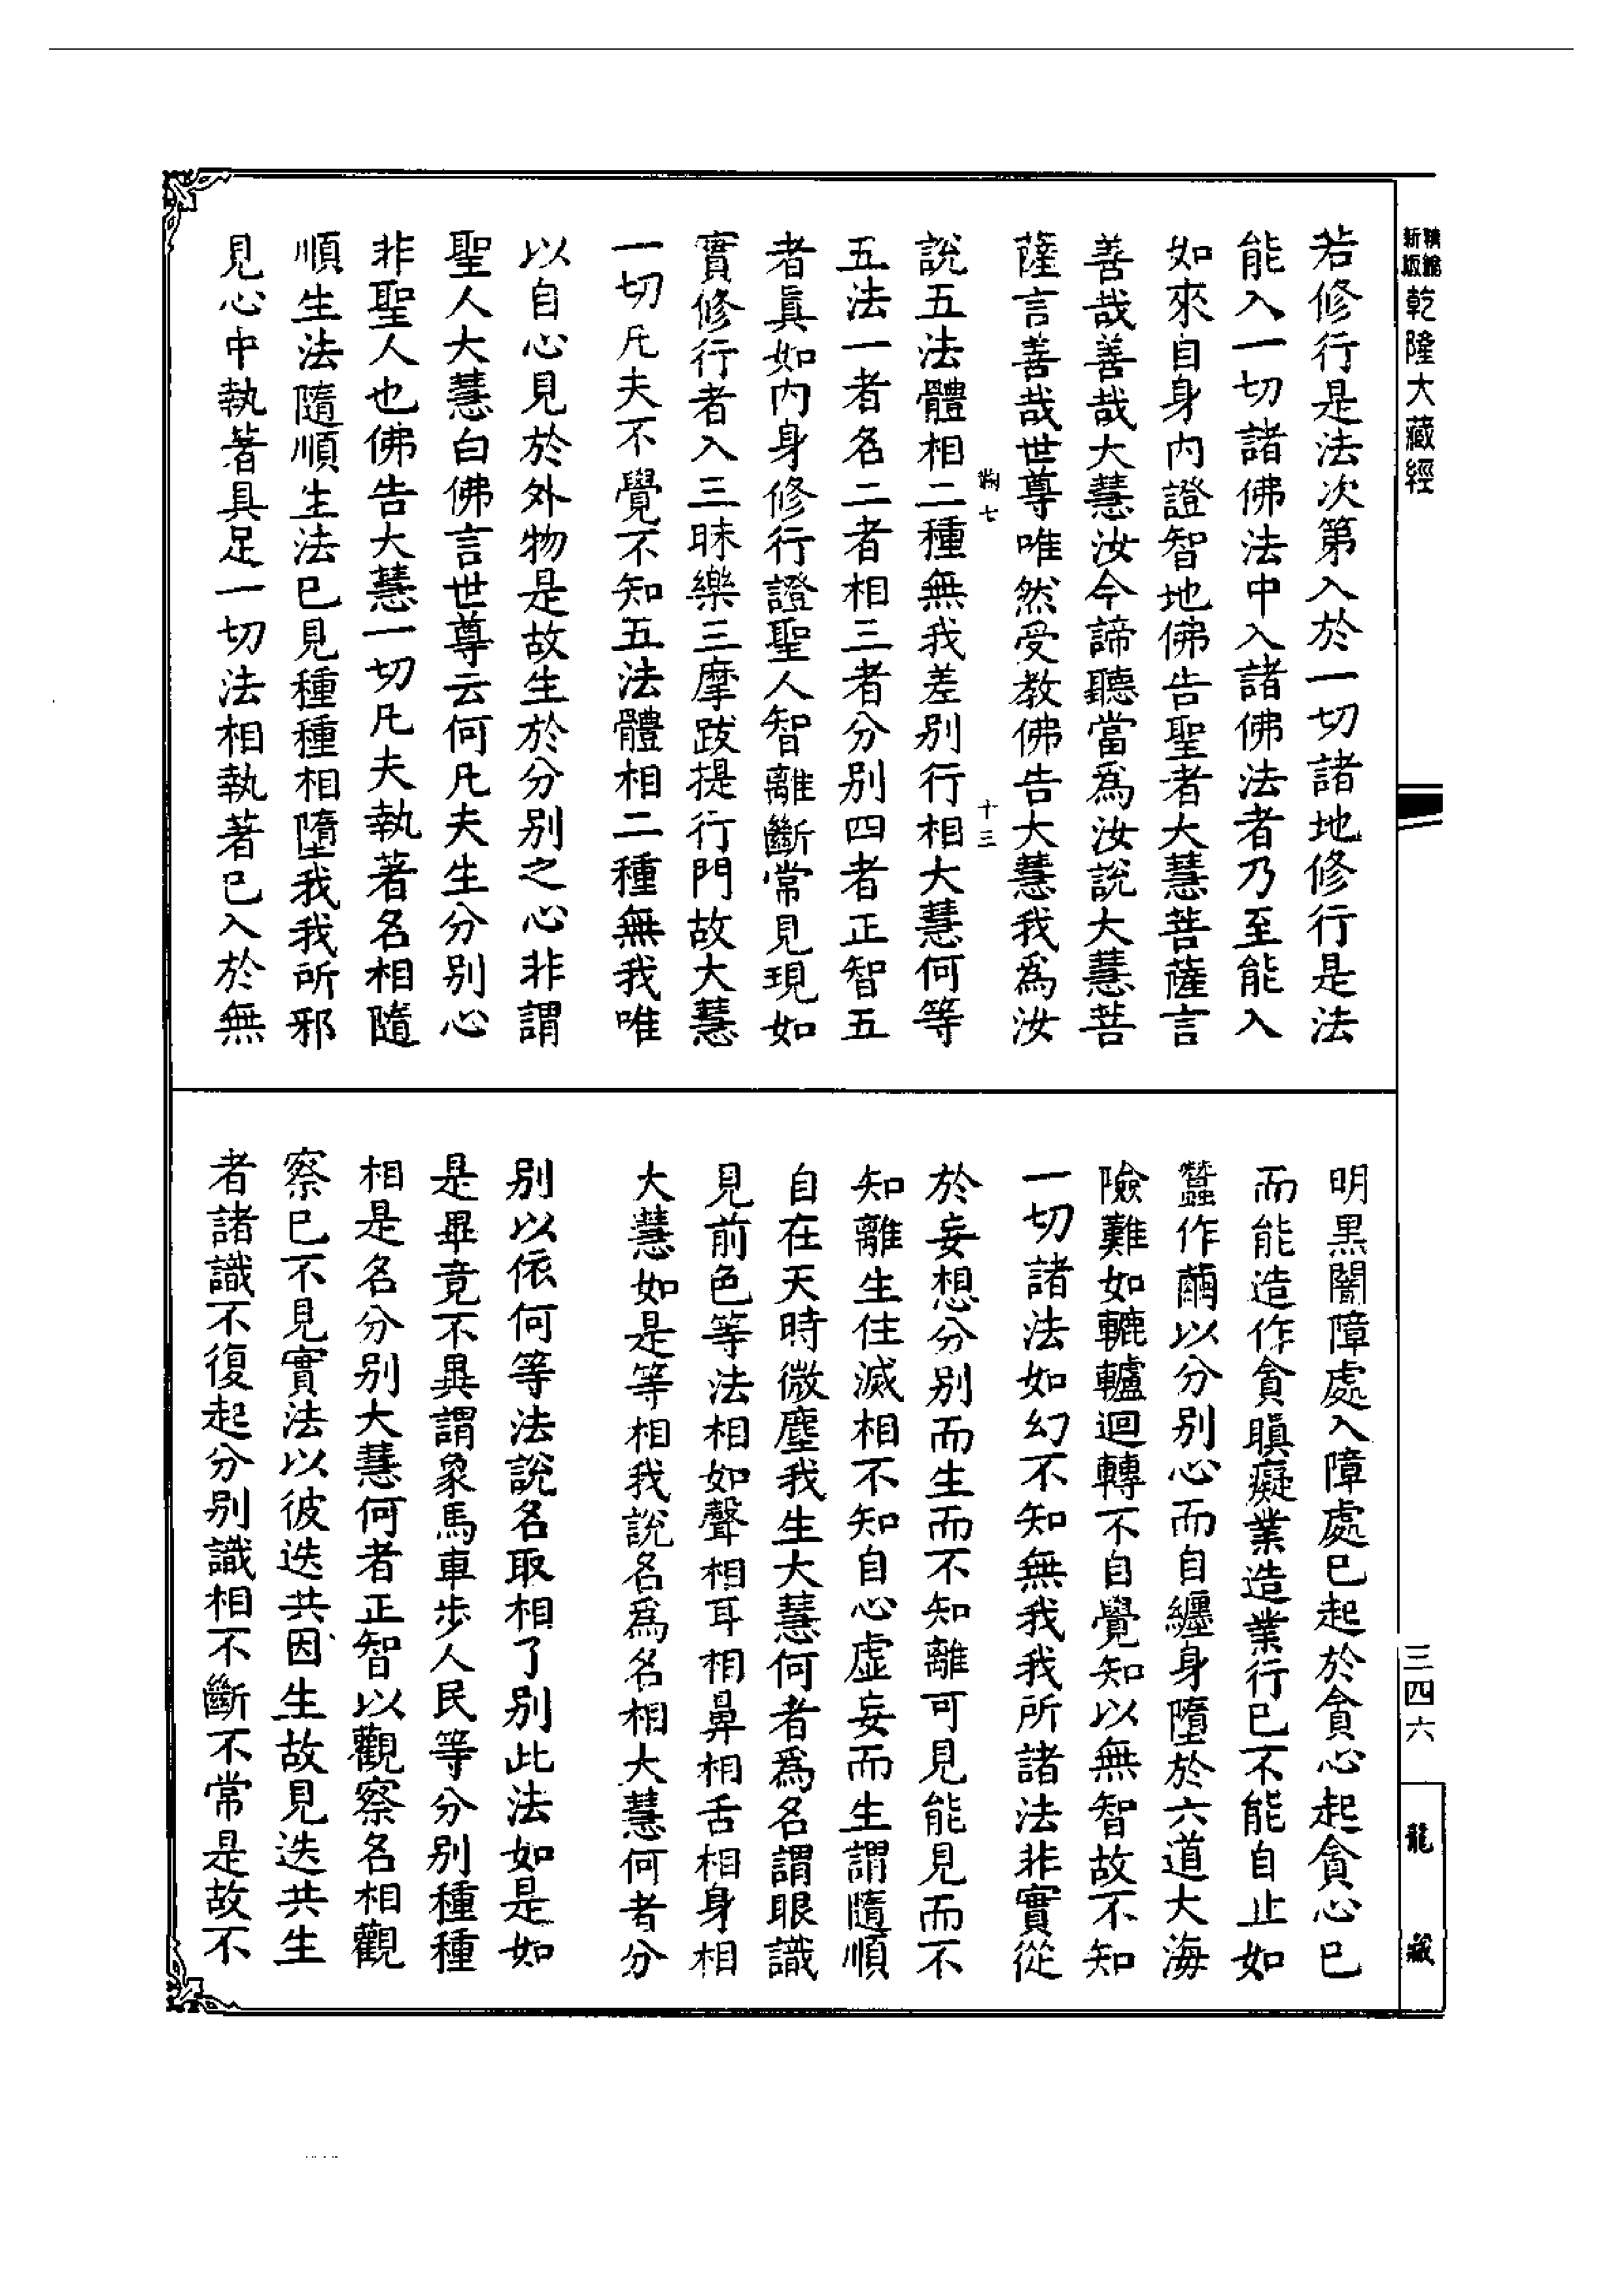 新版
精縮
乾隆大藏經
若修行是法次第入於一切諸地修行是法
能入一切諸佛法中入諸佛法者乃至能入
如來自身內證智地佛告聖者大慧菩薩言
善哉善哉大慧汝今諦聽當爲汝說大慧菩
薩言善哉世尊唯然受教佛告大慧我爲汝
七 十三
說五法體相二種無我差別行相大慧何等
五法一者名二者相三者分別四者正智五
者眞如內身修行證聖人智離斷常見現如
實修行者入三昧樂三摩跋提行門故大慧
一切凡夫不覺不知五法體相二種無我唯
以自心見於外物是故生於分別之心非謂
聖人大慧白佛言世尊云何凡夫生分別心
非聖人也佛告大慧一切凡夫執著名相隨
順生法隨順生法已見種種相墮我我所邪
見心中執著具足一切法相執著已入於無
明黑闇障處入障處已起於貪心起貪心已
而能造作貪瞋癡業造業行已不能自止如
蠶作繭以分別心而自纏身墮於六道大海
險難如轆轤迴轉不自覺知以無智故不知
一切諸法如幻不知無我我所諸法非實從
於妄想分別而生而不知離可見能見而不
知離生住滅相不知自心虛妄而生謂隨順
自在天時微塵我生大慧何者爲名謂眼識
見前色等法相如聲相耳相鼻相舌相身相
大慧如是等相我說名爲名相大慧何者分
別以依何等法說名取相了別此法如是如
是畢竟不異謂象馬車步人民等分別種種
相是名分別大慧何者正智以觀察名相觀
察已不見實法以彼迭共因生故見迭共生
者諸識不復起分別識相不斷不常是故不
三四六
龍藏